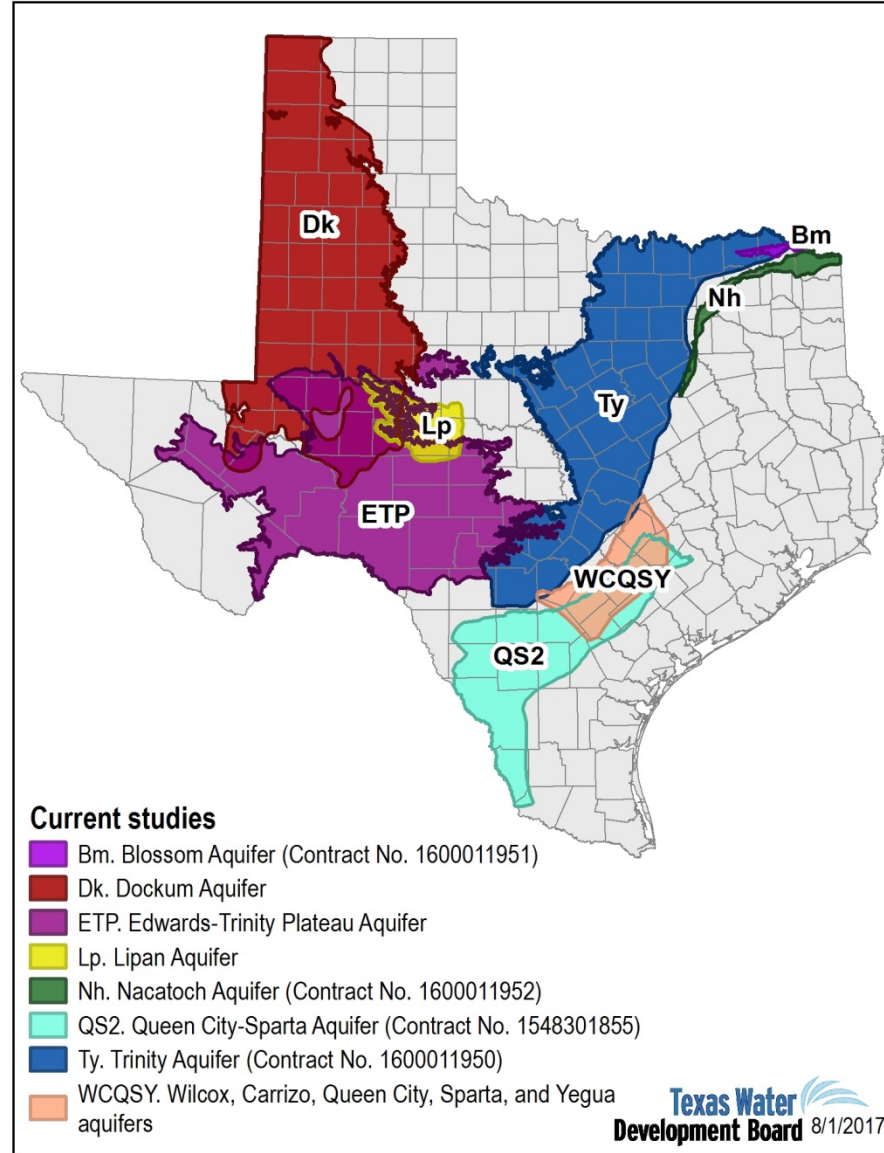 Dk
Bm
Nh
Ty
Lp
ETP
WCQSY
QS2
Current studies
Bm. Blossom Aquifer (Contract No. 1600011951)
Dk. Dockum Aquifer
ETP. Edwards-Trinity Plateau Aquifer
Lp. Lipan Aquifer
Nh. Nacatoch Aquifer (Contract No. 1600011952)
QS2. Queen City-Sparta Aquifer (Contract No. 1548301855)
Ty. Trinity Aquifer (Contract No. 1600011950)
WCQSY. Wilcox, Carrizo, Queen City, Sparta, and Yegua
aquifers
Texas Water
Development Board 8/1/2017